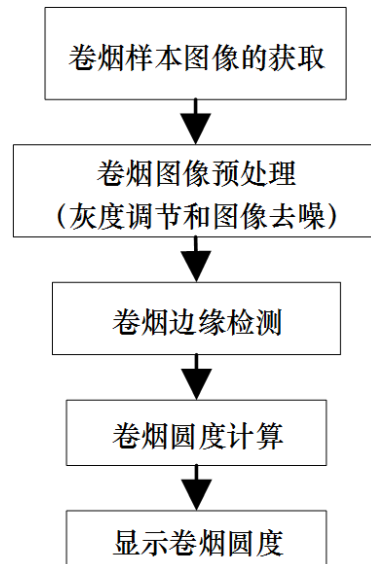 卷烟样本图像的获取
卷烟图像预处理
（灰度调节和图像去噪）
卷烟边缘检测
卷烟圆度计算
显示卷烟圆度